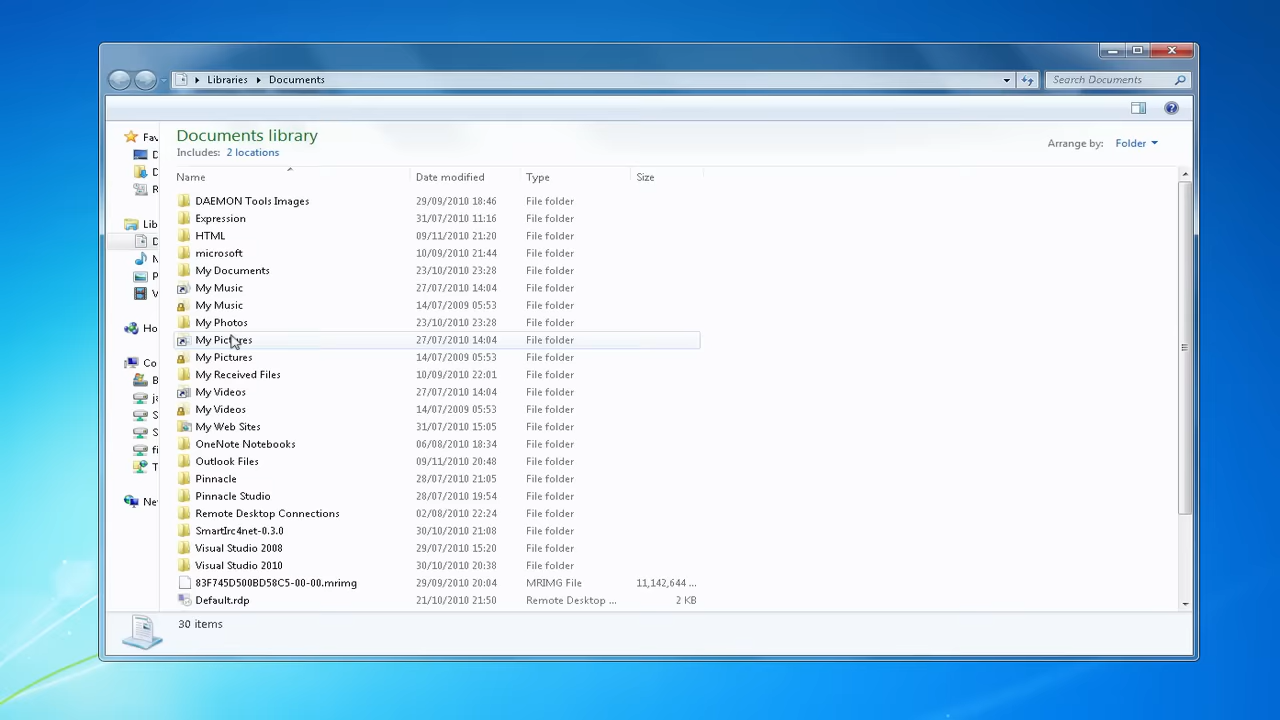 Libraries Documents
Search Documents
Documents library
Includes: 2 locations
Arrange by: Folder
Name Date modified Type Size
DAEMON Tools Images 29/09/2010 18:46 File folder
Expression 31/07/2010 11:16 File folder
HTML 09/11/2010 21:20 File folder
microsoft 10/09/2010 21:44 File folder
My Documents 23/10/2010 23:28 File folder
My Music 27/07/2010 14:04 File folder
My Music 14/07/2009 05:53 File folder
My Photos 23/10/2010 23:28 File folder
My Pictures 27/07/2010 14:04 File folder
My Pictures 14/07/2009 05:53 File folder
My Received Files 10/09/2010 22:01 File folder
My Videos 27/07/2010 14:04 File folder
My Videos 14/07/2009 05:53 File folder
My Web Sites 31/07/2010 15:05 File folder
OneNote Notebooks 06/08/2010 18:34 File folder
Outlook Files 09/11/2010 20:48 File folder
Pinnacle 28/07/2010 21:05 File folder
Pinnacle Studio 28/07/2010 19:54 File folder
Remote Desktop Connections 02/08/2010 22:24 File folder
SmartIrc4net-0.3.0 30/10/2010 21:08 File folder
Visual Studio 2008 29/07/2010 15:20 File folder
Visual Studio 2010 30/10/2010 20:38 File folder
83F745D500BD58C5-00-00.mrimg 29/09/2010 20:04 MRIMG File 11,142,644 ...
Default.rdp 21/10/2010 21:50 Remote Desktop ... 2 KB
Fav
D
D
R
Lib
D
N
P
V
Ho
Co
B
ja
S
S
fi
T
Ne
30 items